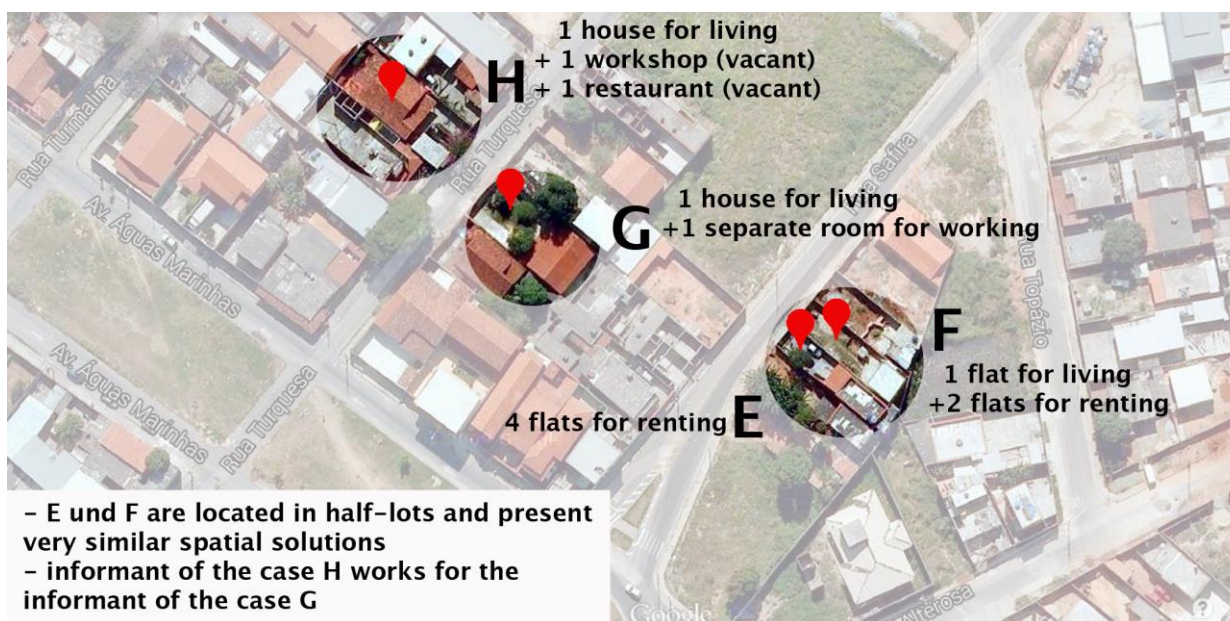 1 house for living
+ 1 workshop (vacant)
+ 1 restaurant (vacant)
H
Rua Turmalina
Rua Turquesa
Av. Águas Marinhas
G
1 house for living
+1 separate room for working
Rua Safira
Rua Topázio
F
1 flat for living
+2 flats for renting
4 flats for renting
E
Av. Águas Marinhas
Rua Turquesa
- E und F are located in half-lots and present
very similar spatial solutions
- informant of the case H works for the
informant of the case G
Google
Alterosa
?